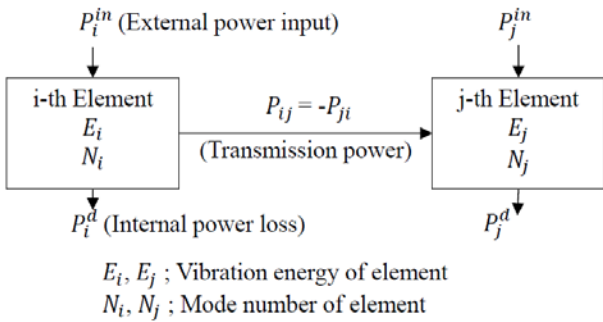 P_i^{in} (External power input)
P_j^{in}
i-th Element
E_i
N_i
P_{ij} = -P_{ji}
(Transmission power)
j-th Element
E_j
N_j
P_i^d (Internal power loss)
P_j^d
E_i, E_j ; Vibration energy of element
N_i, N_j ; Mode number of element